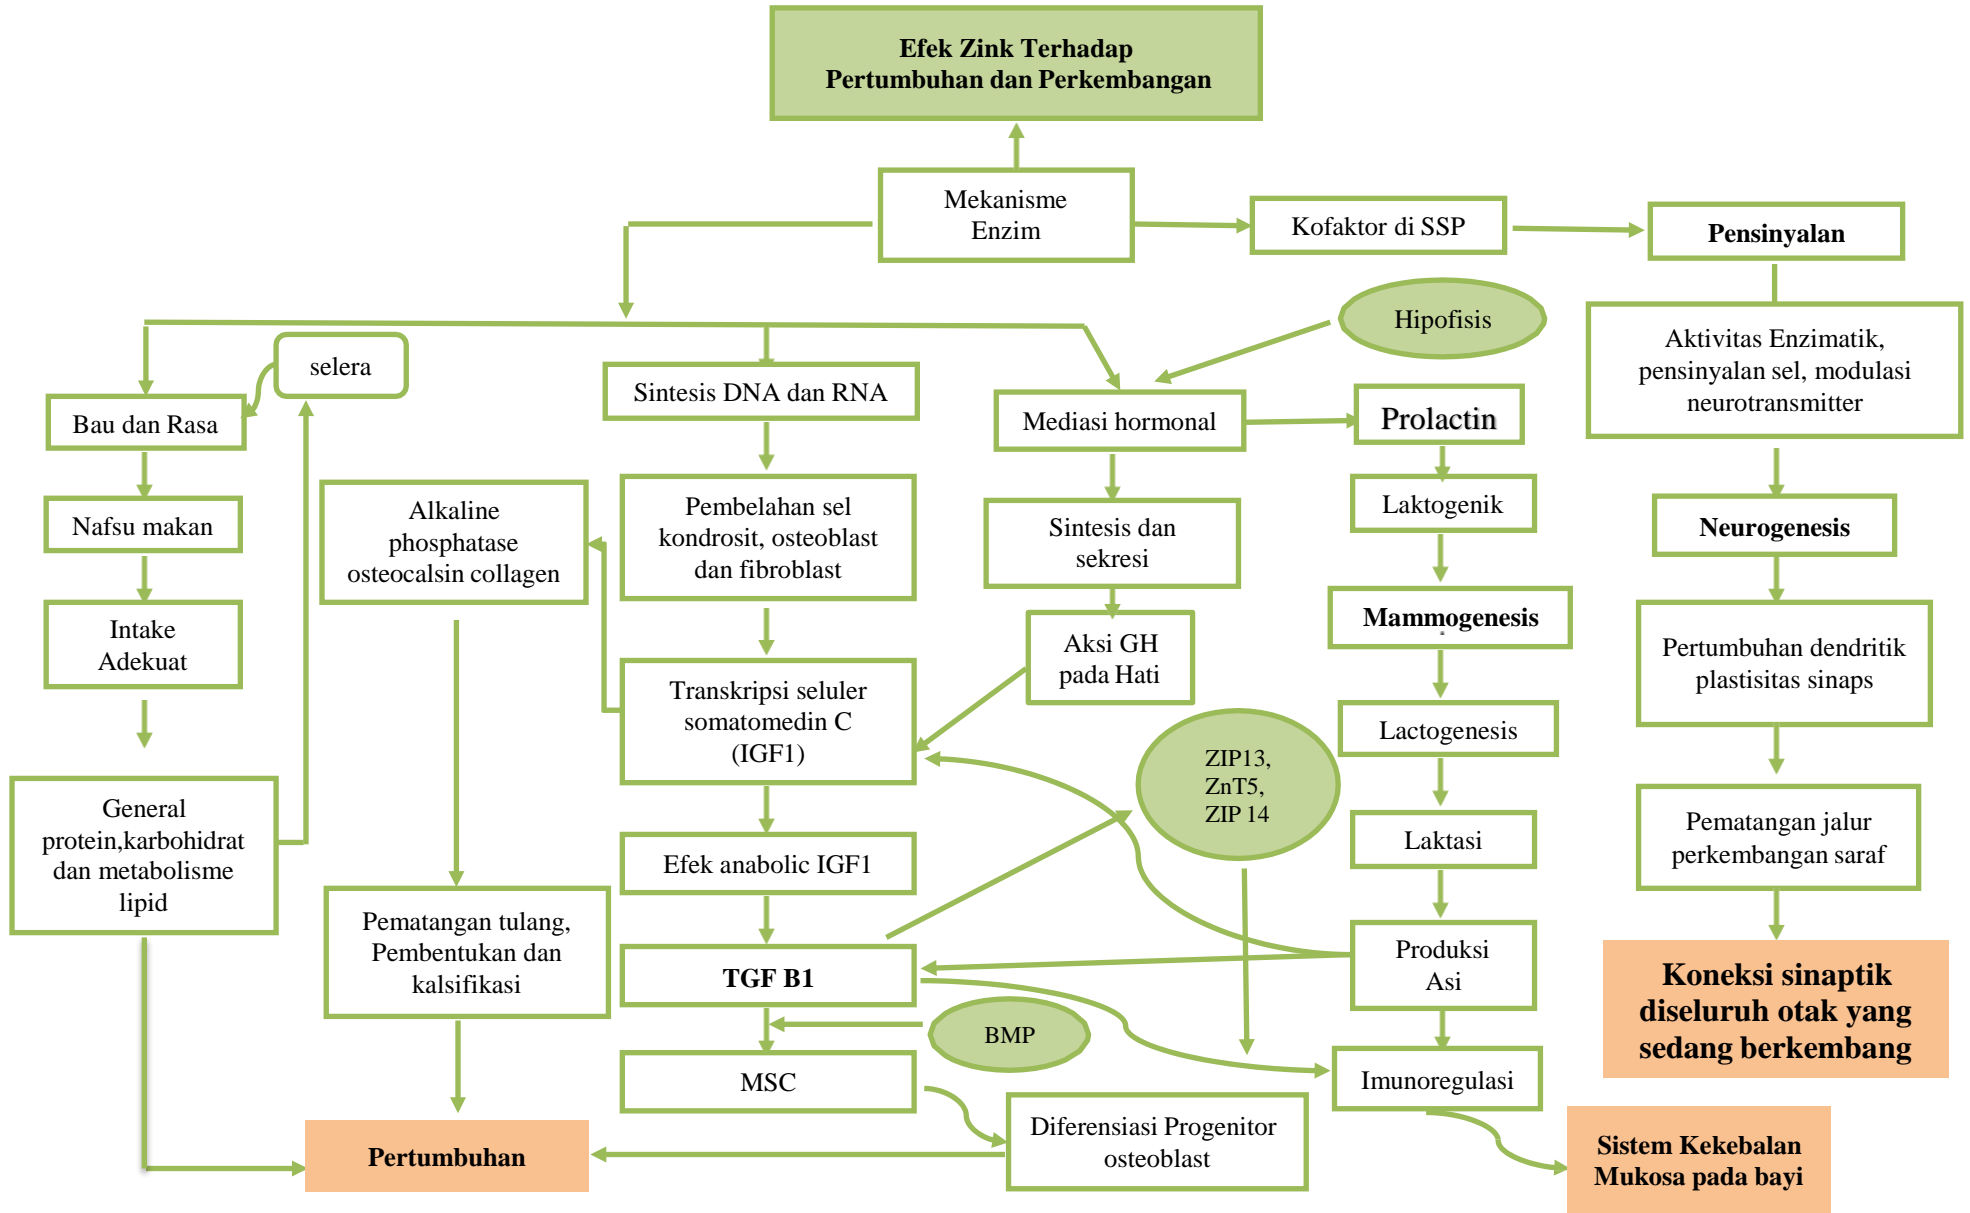 Efek Zink Terhadap
Pertumbuhan dan Perkembangan
Mekanisme
Enzim
Kofaktor di SSP
Pensinyalan
Hipofisis
Aktivitas Enzimatik,
pensinyalan sel, modulasi
neurotransmitter
selera
Bau dan Rasa
Sintesis DNA dan RNA
Mediasi hormonal
Prolactin
Nafsu makan
Alkaline
phosphatase
osteocalsin collagen
Pembelahan sel
kondrosit, osteoblast
dan fibroblast
Sintesis dan
sekresi
Laktogenik
Neurogenesis
Intake
Adekuat
Aksi GH
pada Hati
Mammogenesis
Pertumbuhan dendritik
plastisitas sinaps
Transkripsi seluler
somatomedin C
(IGF1)
ZIP13,
ZnT5,
ZIP 14
Lactogenesis
General
protein,karbohidrat
dan metabolisme
lipid
Efek anabolic IGF1
Laktasi
Pematangan jalur
perkembangan saraf
Pematangan tulang,
Pembentukan dan
kalsifikasi
TGF B1
Produksi
Asi
Koneksi sinaptik
diseluruh otak yang
sedang berkembang
BMP
MSC
Imunoregulasi
Pertumbuhan
Diferensiasi Progenitor
osteoblast
Sistem Kekebalan
Mukosa pada bayi